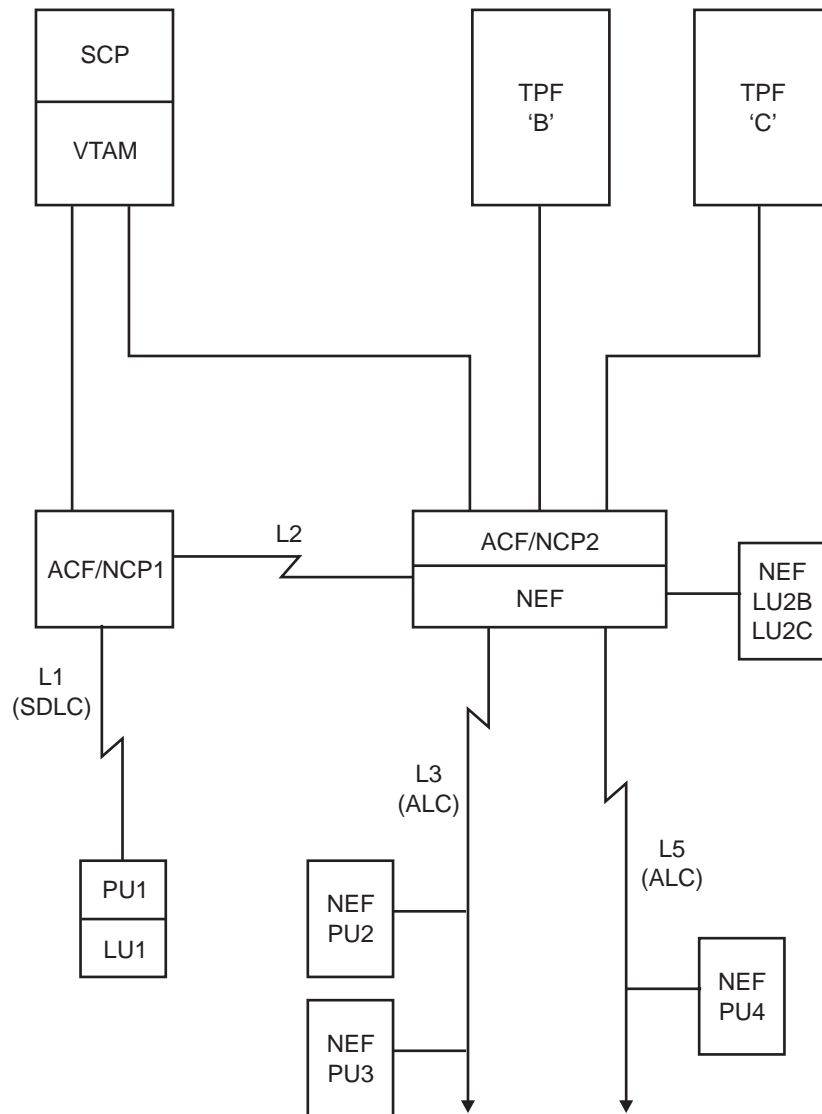 SCP
VTAM
TPF
‘B’
TPF
‘C’
ACF/NCP1
L2
ACF/NCP2
NEF
NEF
LU2B
LU2C
L1
(SDLC)
L3
(ALC)
L5
(ALC)
PU1
LU1
NEF
PU2
NEF
PU4
NEF
PU3